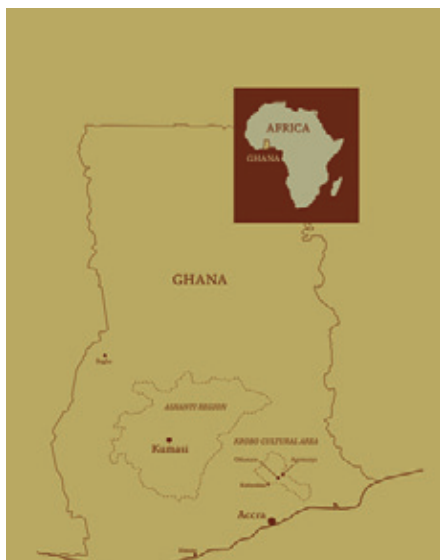 AFRICA
GHANA
GHANA
ASHANTI REGION
Kumasi
KROBO CULTURAL AREA
Accra